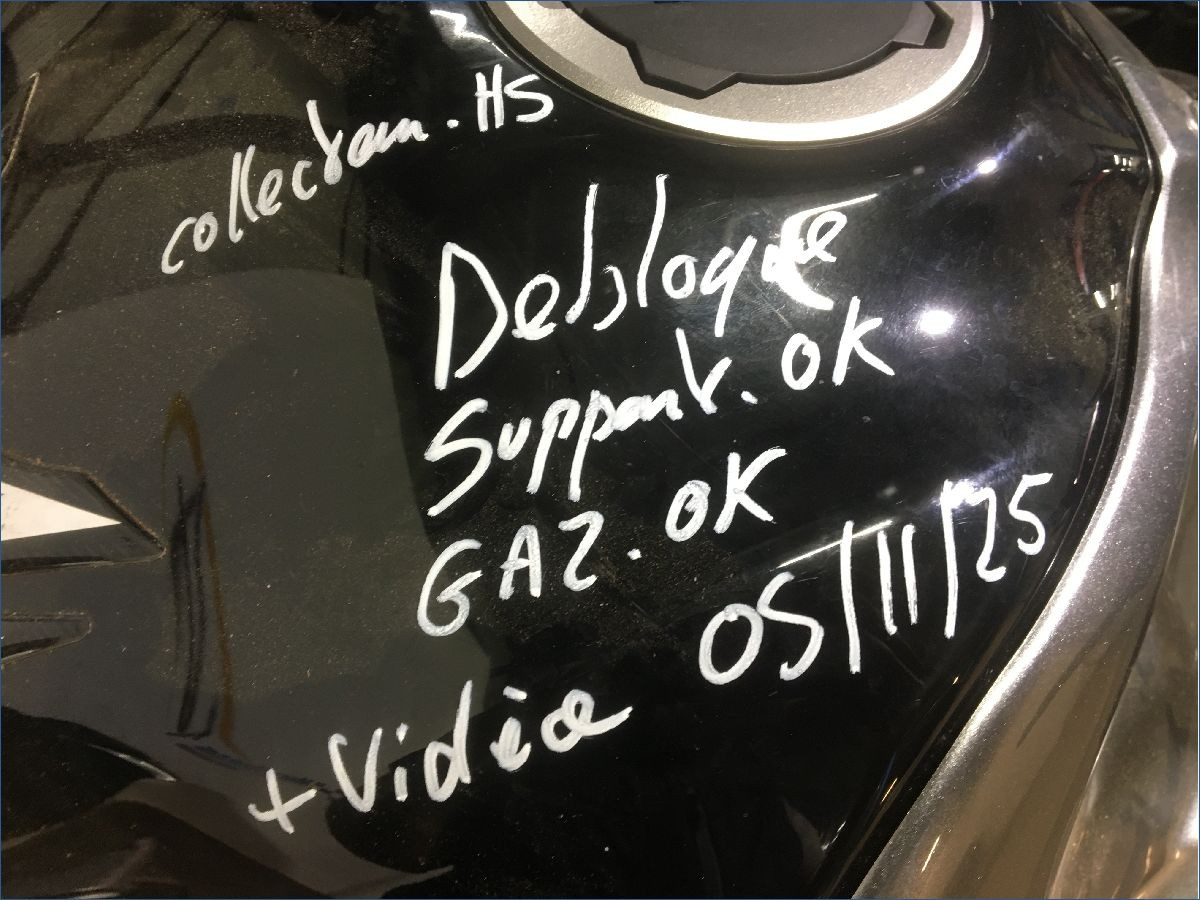 collecteur. HS
Debloque
Support. OK
GAZ. OK
05/11/25
+ Vidéo